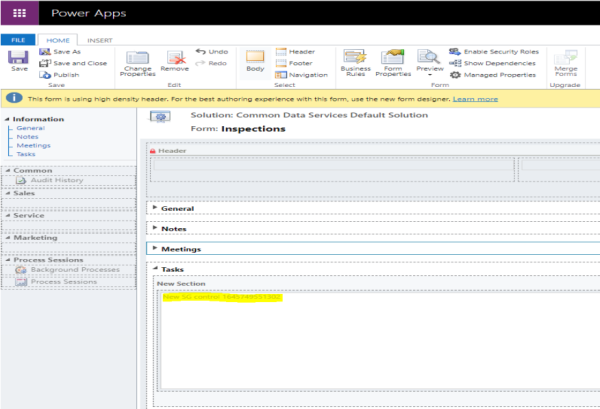 Power Apps
FILE HOME INSERT
Save
Save As
Save and Close
Publish
Save
Change Properties
Remove
Undo
Redo
Edit
Body
Header
Footer
Navigation
Select
Business Rules
Form Properties
Preview
Enable Security Roles
Show Dependencies
Managed Properties
Form
Merge Forms
Upgrade
This form is using high density header. For the best authoring experience with this form, use the new form designer. Learn more
Information
General
Notes
Meetings
Tasks
Common
Audit History
Sales
Service
Marketing
Process Sessions
Background Processes
Process Sessions
Solution: Common Data Services Default Solution
Form: Inspections
Header
General
Notes
Meetings
Tasks
New Section
New SG control